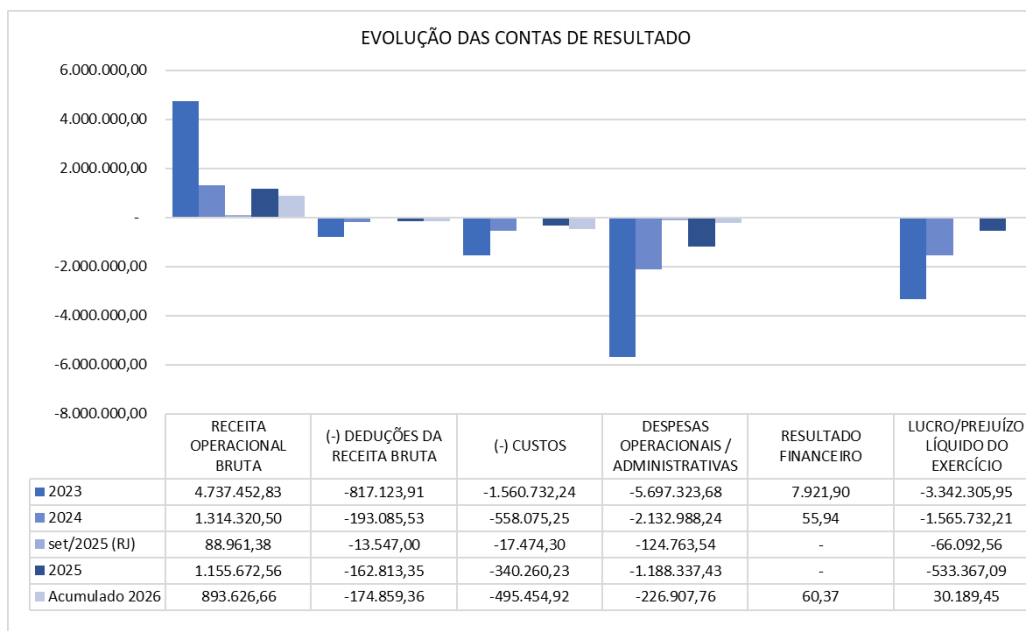 EVOLUÇÃO DAS CONTAS DE RESULTADO
6.000.000,00
4.000.000,00
2.000.000,00
-
-2.000.000,00
-4.000.000,00
-6.000.000,00
-8.000.000,00
RECEITA
OPERACIONAL
BRUTA
(-) DEDUÇÕES DA
RECEITA BRUTA
(-) CUSTOS
DESPESAS
OPERACIONAIS /
ADMINISTRATIVAS
RESULTADO
FINANCEIRO
LUCRO/PREJUÍZO
LÍQUIDO DO
EXERCÍCIO
2023 4.737.452,83 -817.123,91 -1.560.732,24 -5.697.323,68 7.921,90 -3.342.305,95
2024 1.314.320,50 -193.085,53 -558.075,25 -2.132.988,24 55,94 -1.565.732,21
set/2025 (RJ) 88.961,38 -13.547,00 -17.474,30 -124.763,54 - -66.092,56
2025 1.155.672,56 -162.813,35 -340.260,23 -1.188.337,43 - -533.367,09
Acumulado 2026 893.626,66 -174.859,36 -495.454,92 -226.907,76 60,37 30.189,45